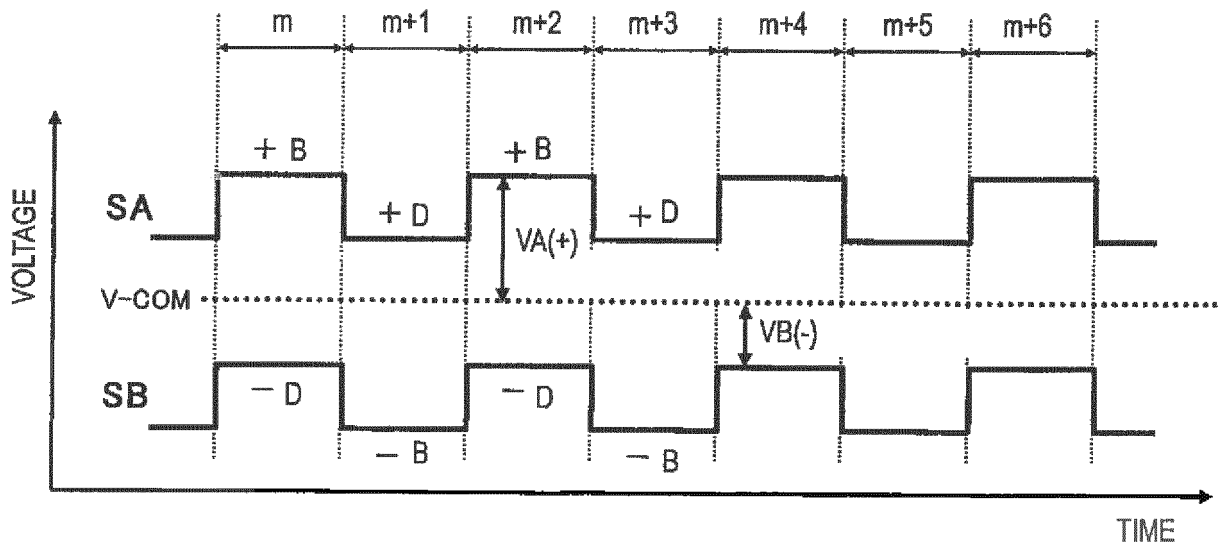 m m+1 m+2 m+3 m+4 m+5 m+6
+ B + B
+ D + D
SA
VA(+)
VOLTAGE
V-COM
VB(-)
SB
- D - D
- B - B
TIME